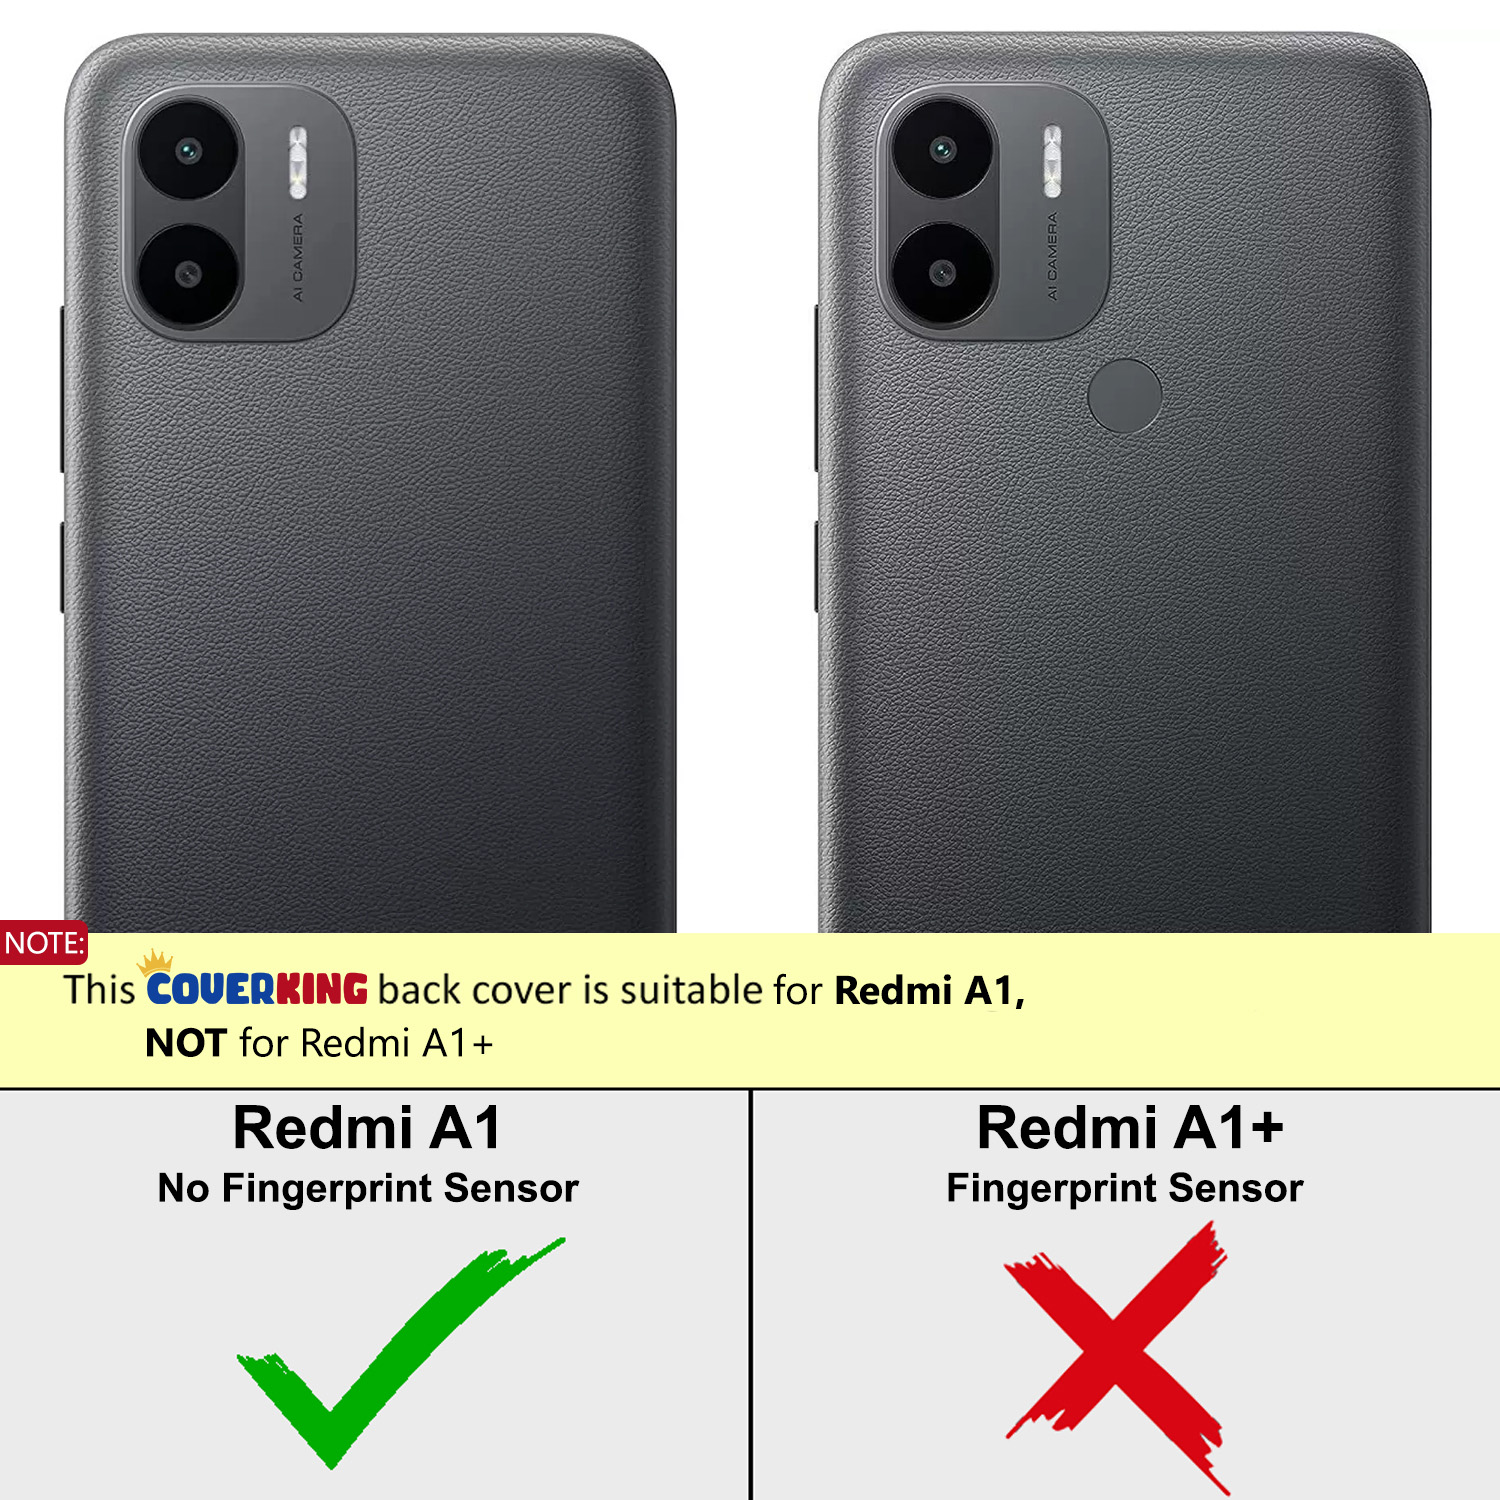 AI CAMERA
AI CAMERA
NOTE:
This COVERKING back cover is suitable for Redmi A1,
NOT for Redmi A1+
Redmi A1
No Fingerprint Sensor
Redmi A1+
Fingerprint Sensor